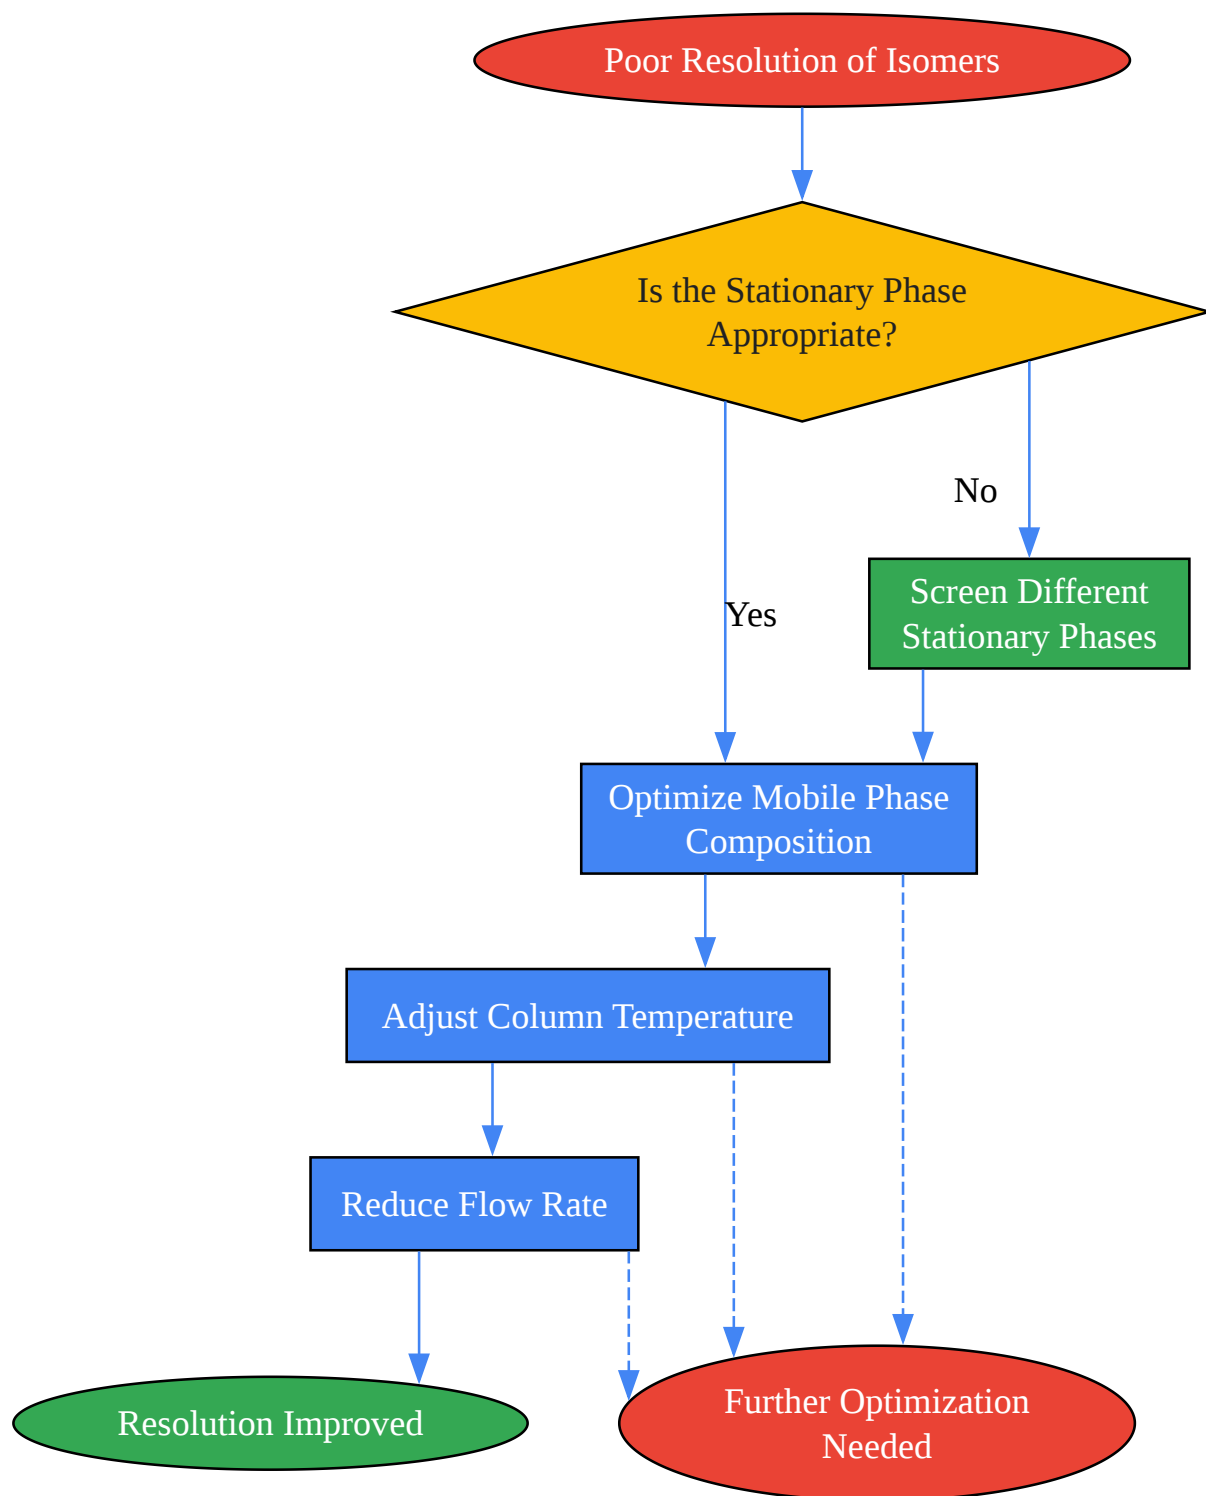 Poor Resolution of Isomers
Is the Stationary Phase
Appropriate?
No
Screen Different
Stationary Phases
Yes
Optimize Mobile Phase
Composition
Adjust Column Temperature
Reduce Flow Rate
Resolution Improved
Further Optimization
Needed